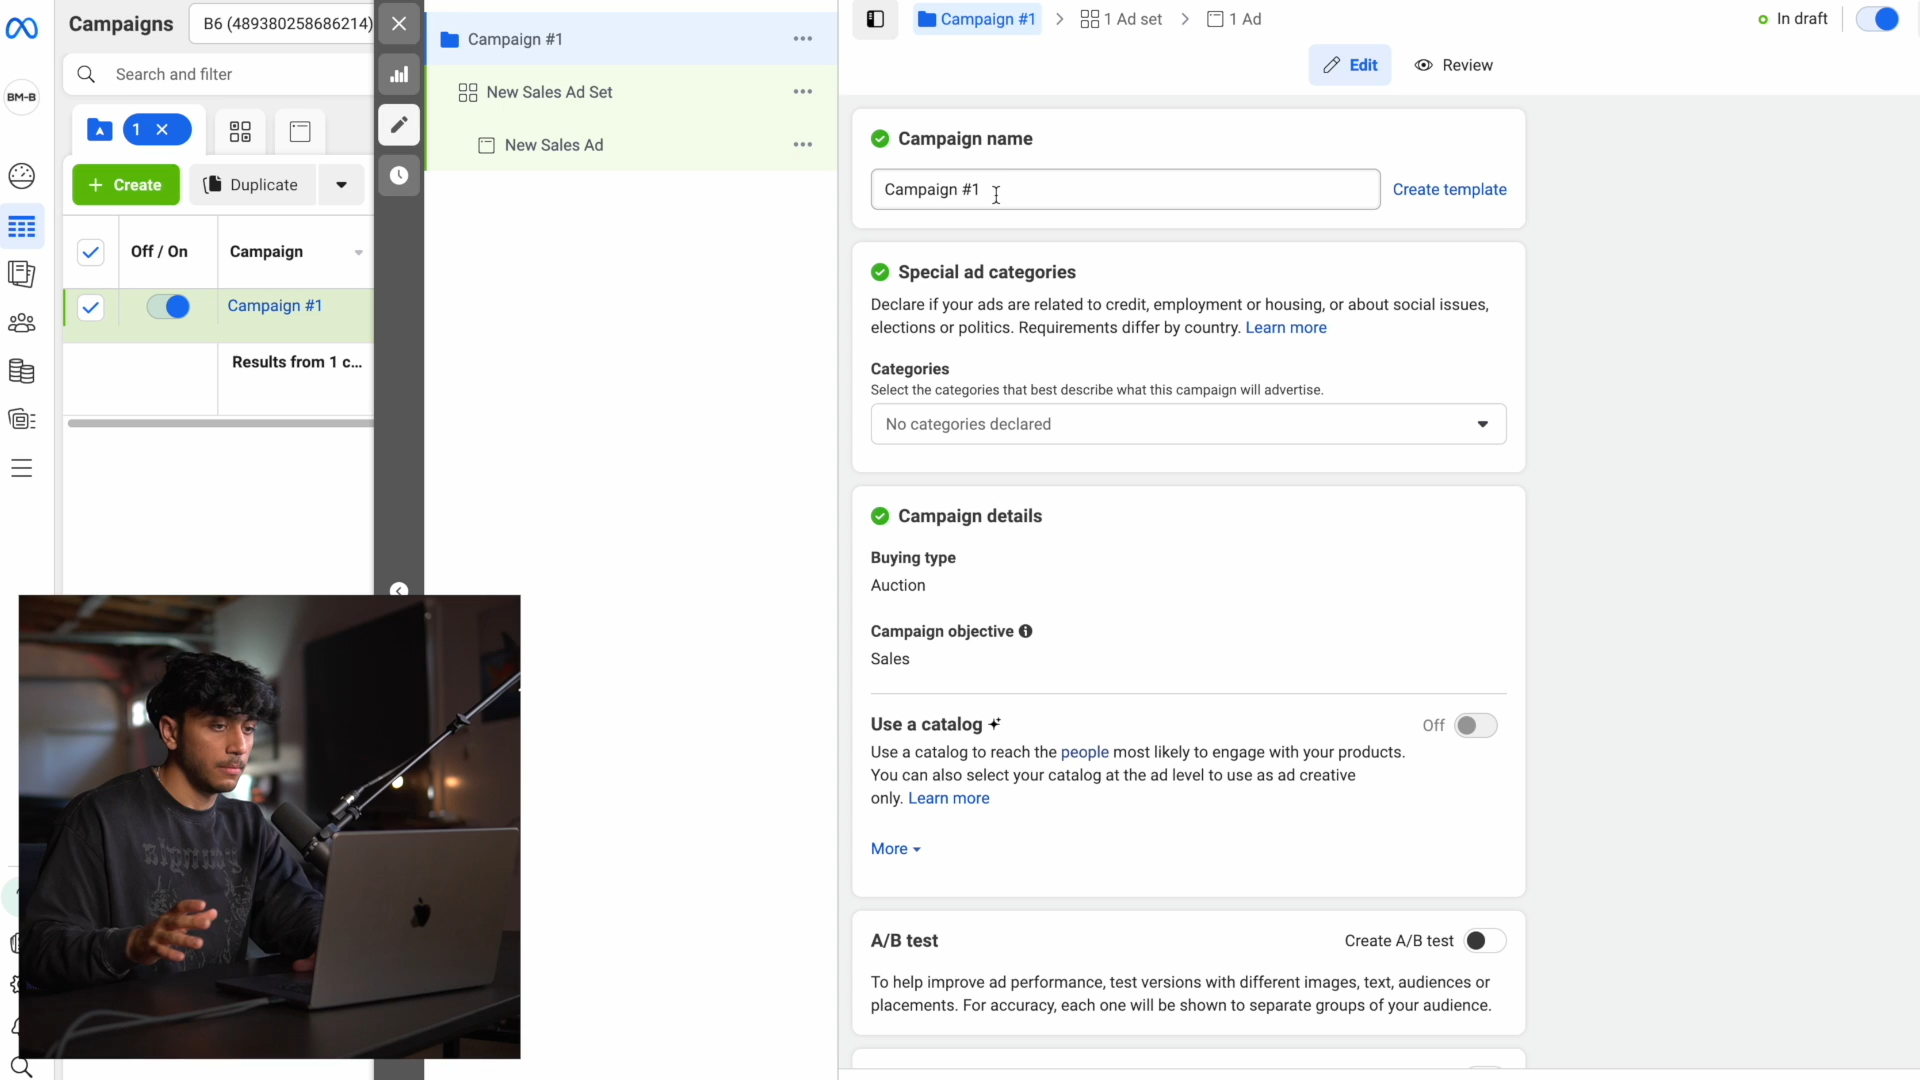 Campaigns
B6 (489380258686214)
Campaign #1
Campaign #1
1 Ad set
1 Ad
In draft
Search and filter
BM-B
New Sales Ad Set
New Sales Ad
Edit
Review
1
Create
Duplicate
Off / On
Campaign
Campaign #1
Results from 1 c...
Campaign name
Campaign #1
Create template
Special ad categories
Declare if your ads are related to credit, employment or housing, or about social issues,
elections or politics. Requirements differ by country. Learn more
Categories
Select the categories that best describe what this campaign will advertise.
No categories declared
Campaign details
Buying type
Auction
Campaign objective
Sales
Use a catalog
Off
Use a catalog to reach the people most likely to engage with your products.
You can also select your catalog at the ad level to use as ad creative
only. Learn more
More
A/B test
Create A/B test
To help improve ad performance, test versions with different images, text, audiences or
placements. For accuracy, each one will be shown to separate groups of your audience.